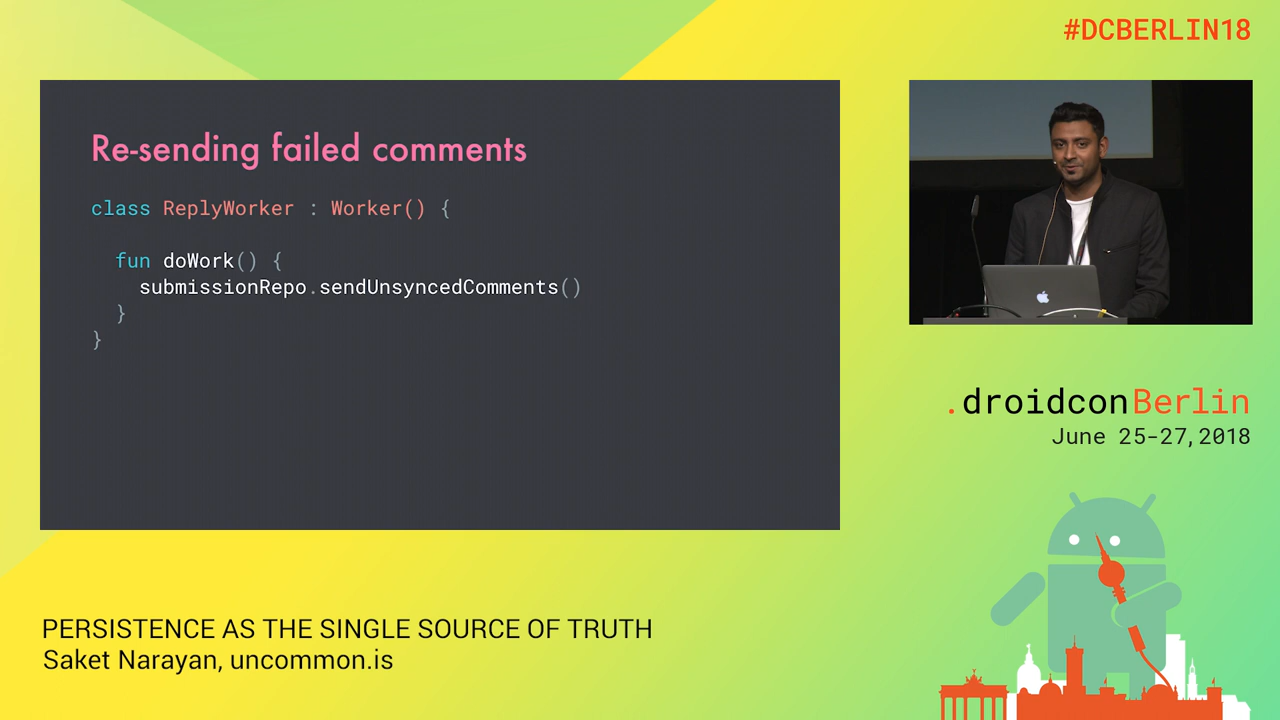 #DCBERLIN18
Re-sending failed comments
class ReplyWorker : Worker() {
fun doWork() {
submissionRepo.sendUnsyncedComments()
}
}
.droidconBerlin
June 25-27, 2018
PERSISTENCE AS THE SINGLE SOURCE OF TRUTH
Saket Narayan, uncommon.is